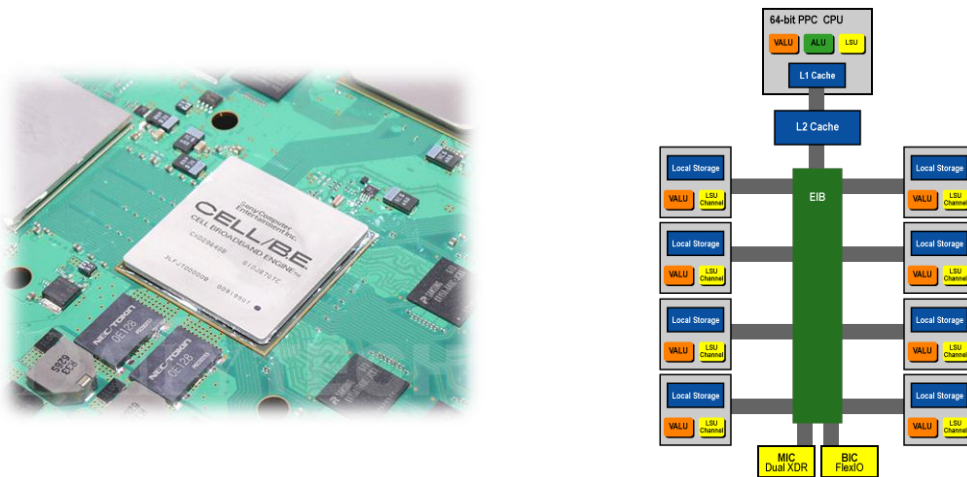 Sony Computer
Entertainment Inc.
CELL/B.E.
CELL BROADBAND ENGINE™
NEC-TOKIN
0E128
NEC-TOKIN
0E128
64-bit PPC CPU
VALU ALU LSU
L1 Cache
L2 Cache
EIB
Local Storage
VALU LSU
Channel
Local Storage
VALU LSU
Channel
Local Storage
VALU LSU
Channel
Local Storage
VALU LSU
Channel
Local Storage
VALU LSU
Channel
Local Storage
VALU LSU
Channel
Local Storage
VALU LSU
Channel
Local Storage
VALU LSU
Channel
MIC
Dual XDR
BIC
FlexIO